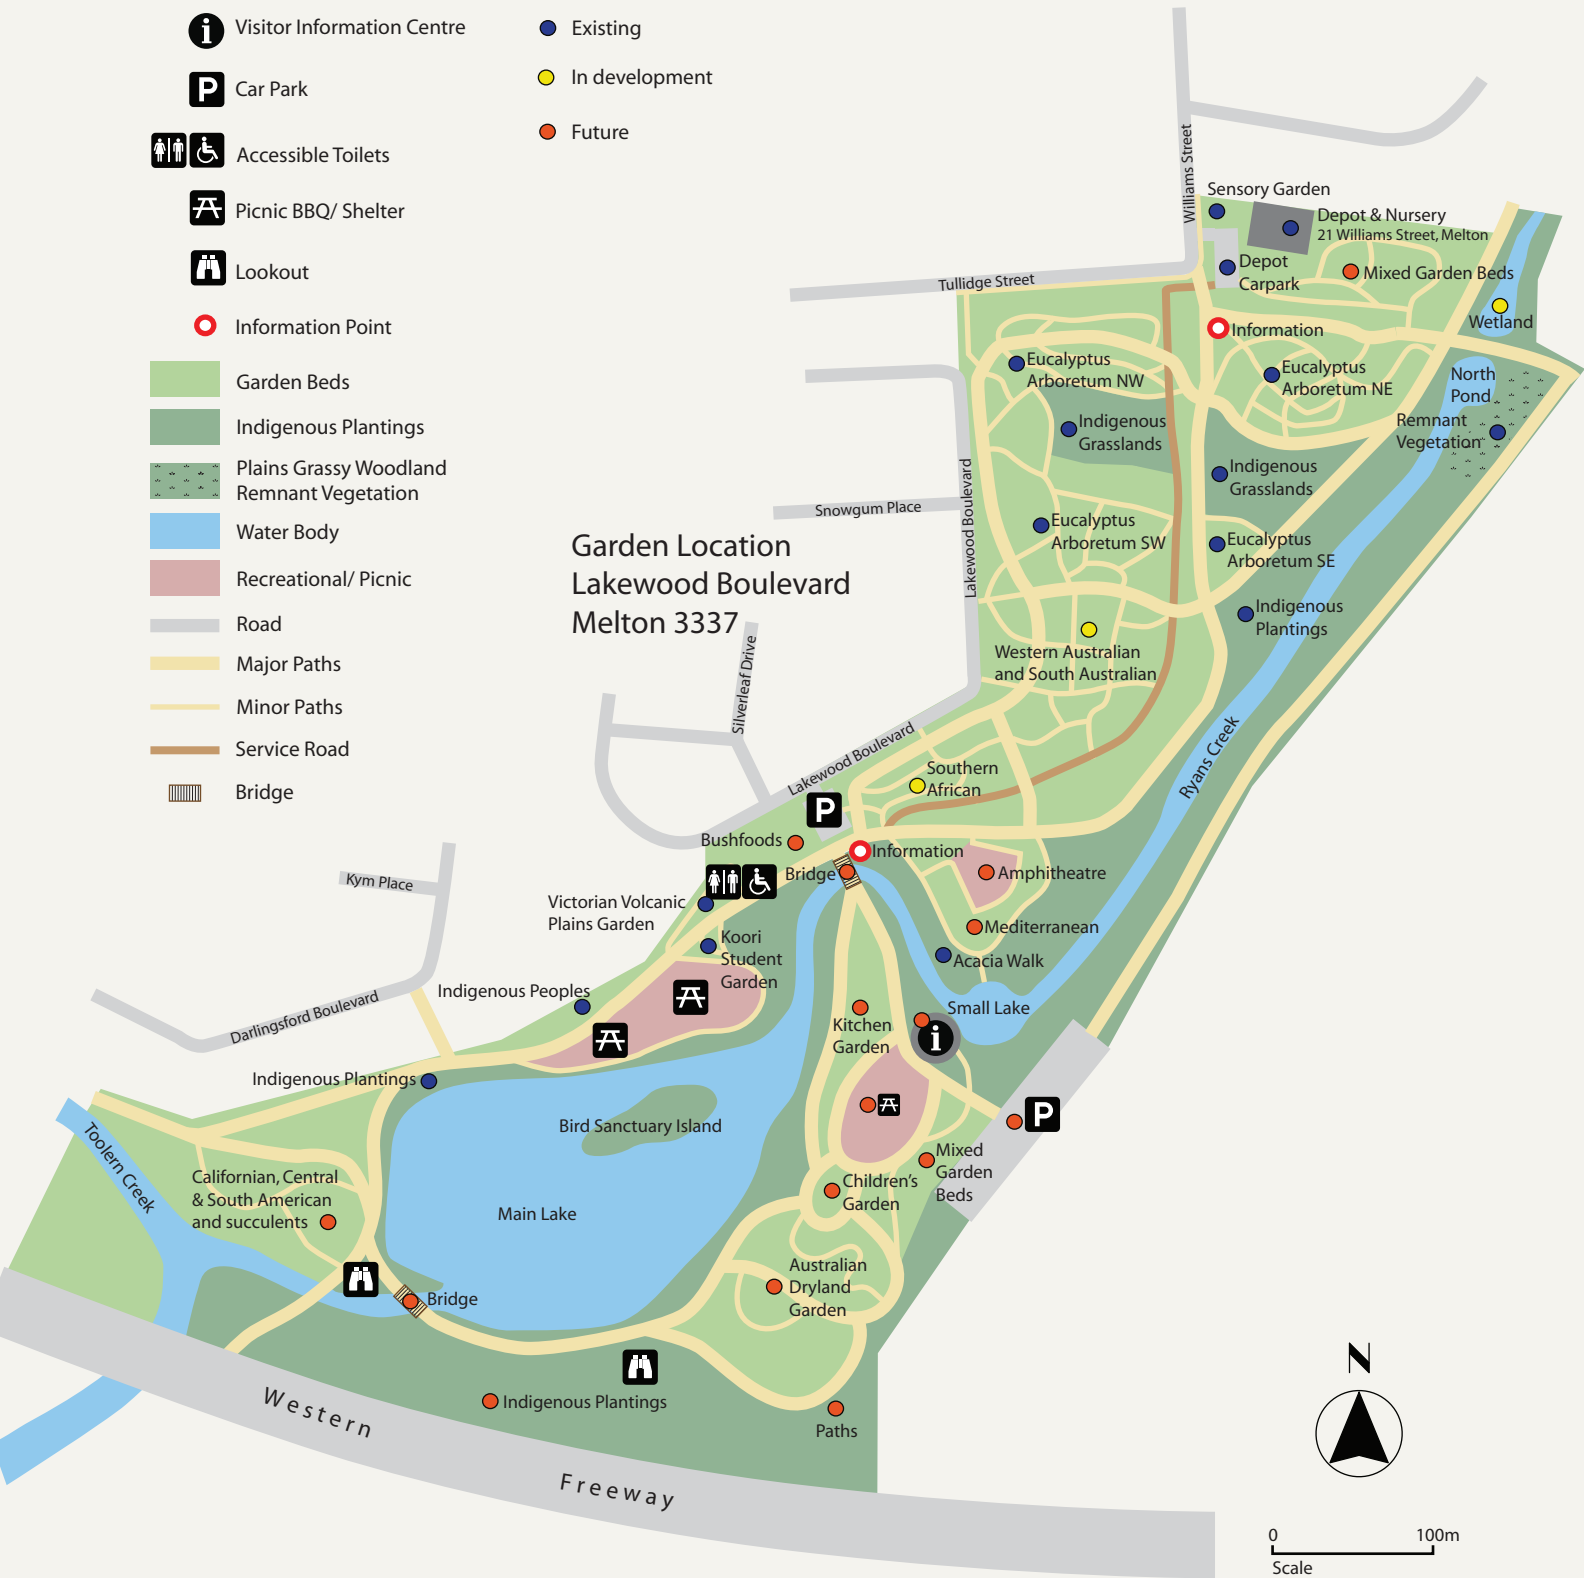 Visitor Information Centre
Car Park
Accessible Toilets
Picnic BBQ/ Shelter
Lookout
Information Point
Garden Beds
Indigenous Plantings
Plains Grassy Woodland
Remnant Vegetation
Water Body
Recreational/ Picnic
Road
Major Paths
Minor Paths
Service Road
Bridge
Existing
In development
Future
Garden Location
Lakewood Boulevard
Melton 3337
Williams Street
Sensory Garden
Depot & Nursery
21 Williams Street, Melton
Depot
Carpark
Mixed Garden Beds
Wetland
Tullidge Street
Information
Eucalyptus
Arboretum NW
Eucalyptus
Arboretum NE
North
Pond
Indigenous
Grasslands
Remnant
Vegetation
Indigenous
Grasslands
Lakewood Boulevard
Snowgum Place
Eucalyptus
Arboretum SW
Eucalyptus
Arboretum SE
Indigenous
Plantings
Western Australian
and South Australian
Silverleaf Drive
Lakewood Boulevard
Ryans Creek
Southern
African
P
Bushfoods
Information
Bridge
Amphitheatre
Kym Place
Victorian Volcanic
Plains Garden
Mediterranean
Koori
Student
Garden
Acacia Walk
Indigenous Peoples
Darlingsford Boulevard
Small Lake
Kitchen
Garden
i
Indigenous Plantings
Bird Sanctuary Island
P
Toolern Creek
Mixed
Garden
Beds
Californian, Central
& South American
and succulents
Children's
Garden
Main Lake
Australian
Dryland
Garden
Bridge
Indigenous Plantings
Paths
Western
Freeway
N
0 100m
Scale
i
P